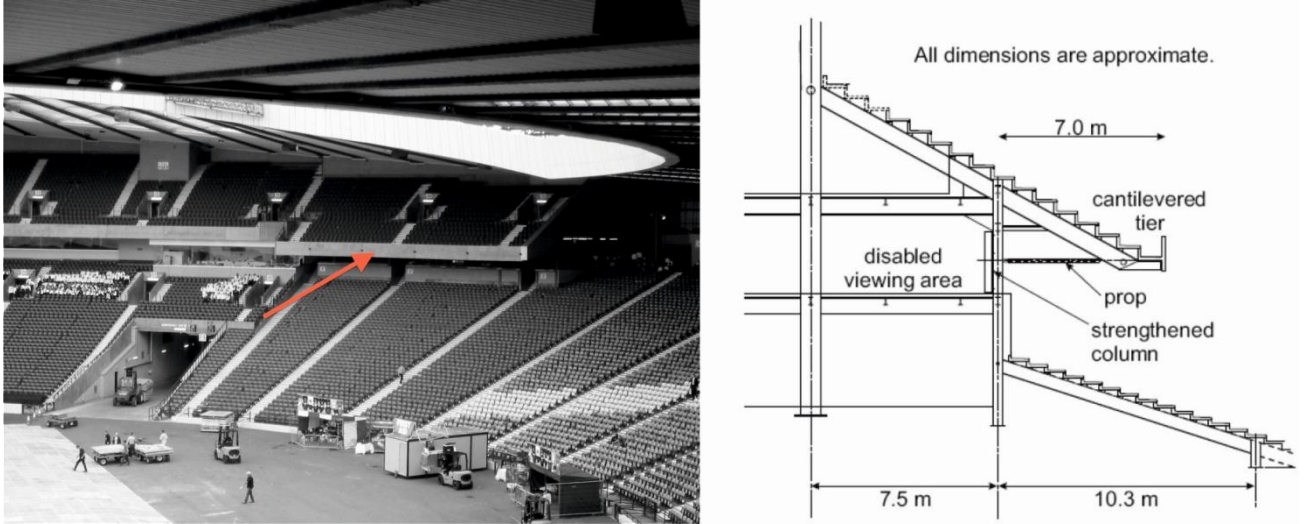 All dimensions are approximate.
7.0 m
cantilevered
tier
disabled
viewing area
prop
strengthened
column
7.5 m
10.3 m